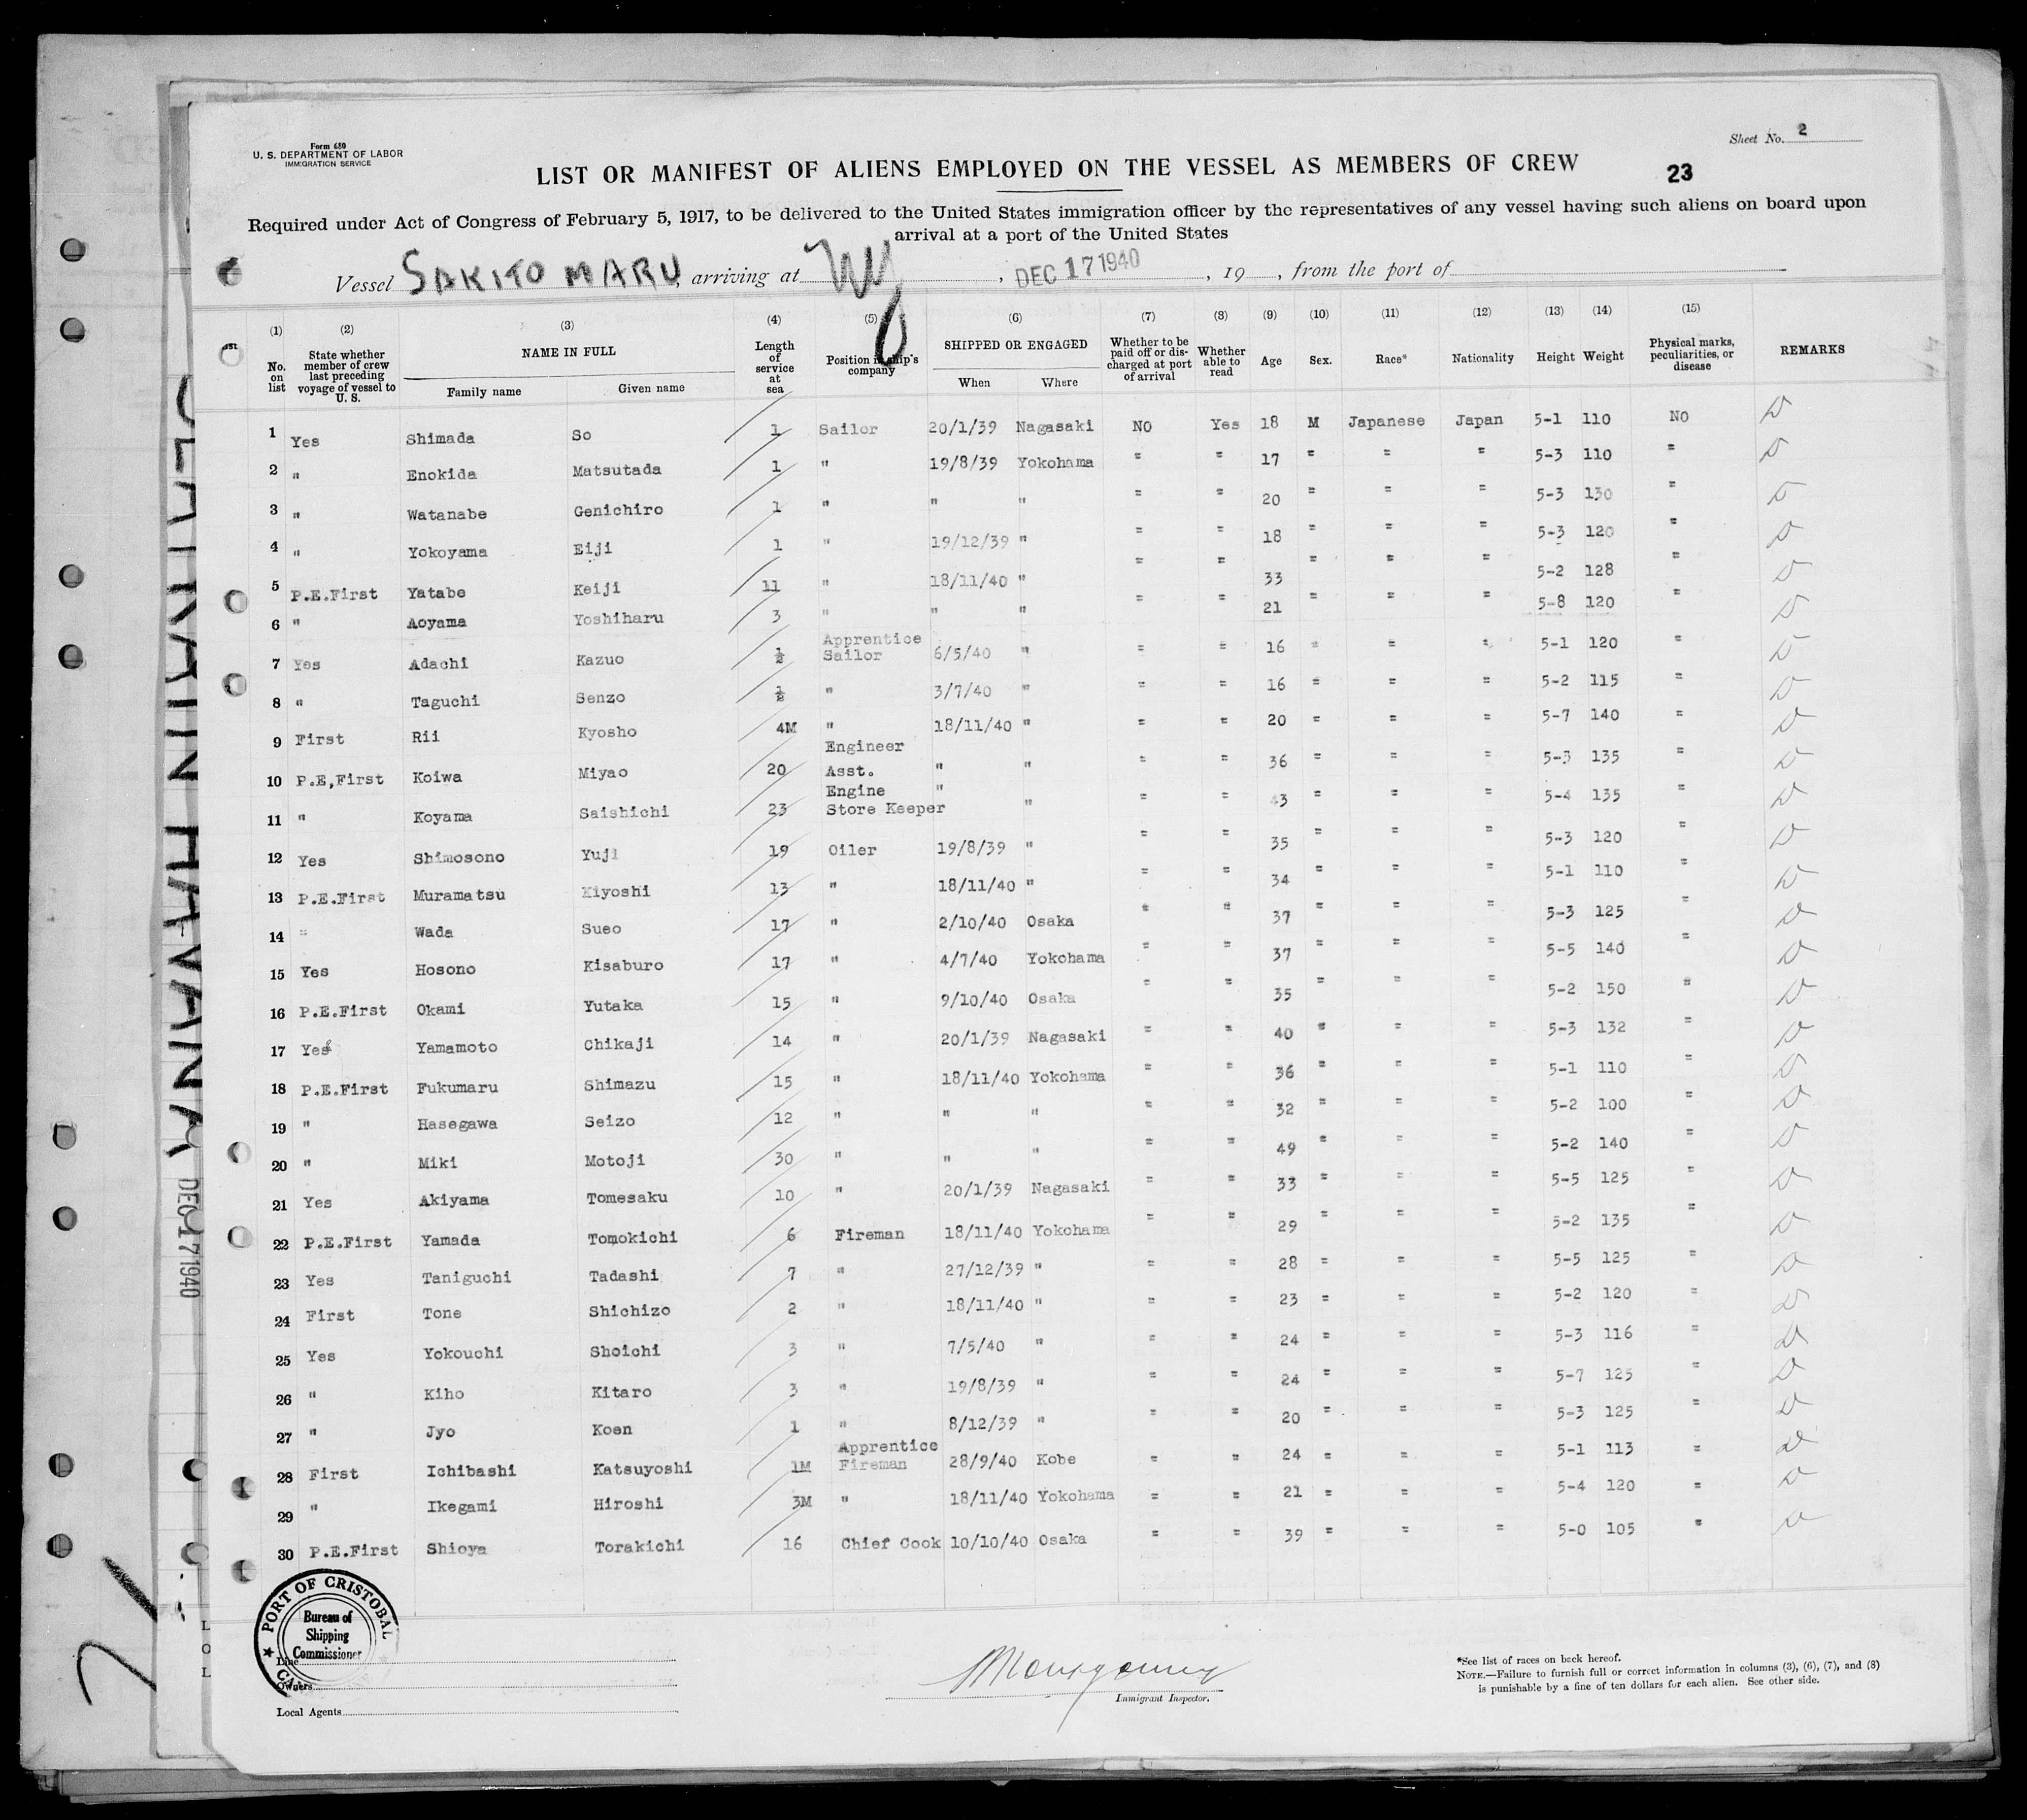 Form 680
U. S. DEPARTMENT OF LABOR
IMMIGRATION SERVICE
Sheet No. 2
LIST OR MANIFEST OF ALIENS EMPLOYED ON THE VESSEL AS MEMBERS OF CREW
23
Required under Act of Congress of February 5, 1917, to be delivered to the United States immigration officer by the representatives of any vessel having such aliens on board upon
arrival at a port of the United States
Vessel SAKITO MARU, arriving at NY, DEC 17 1940, 19, from the port of
(1) (2) (3) (4) (5) (6) (7) (8) (9) (10) (11) (12) (13) (14) (15)
No. on list State whether member of crew last preceding voyage of vessel to U. S. NAME IN FULL Family name Given name Length of service at sea Position in ship's company SHIPPED OR ENGAGED When Where Whether to be paid off or discharged at port of arrival Whether able to read Age Sex. Race* Nationality Height Weight Physical marks, peculiarities, or disease REMARKS
1 Yes Shimada So 1 Sailor 20/1/39 Nagasaki NO Yes 18 M Japanese Japan 5-1 110 NO D
2 " Enokida Matsutada 1 " 19/8/39 Yokohama " " 17 " " " 5-3 110 " D
3 " Watanabe Genichiro 1 " " " " " 20 " " " 5-3 130 " D
4 " Yokoyama Eiji 1 " 19/12/39 " " " 18 " " " 5-3 120 " D
5 P.E.First Yatabe Keiji 11 " 18/11/40 " " " 33 " " " 5-2 128 " D
6 " Aoyama Yoshiharu 3 " " " " " 21 " " " 5-8 120 " D
7 Yes Adachi Kazuo ½ Apprentice Sailor 6/5/40 " " " 16 " " " 5-1 120 " D
8 " Taguchi Senzo ½ " 3/7/40 " " " 16 " " " 5-2 115 " D
9 First Rii Kyosho 4M " 18/11/40 " " " 20 " " " 5-7 140 " D
10 P.E,First Koiwa Miyao 20 Engineer Asst. " " " " 36 " " " 5-3 135 " D
11 " Koyama Saishichi 23 Engine Store Keeper " " " " 43 " " " 5-4 135 " D
12 Yes Shimosono Yuji 19 Oiler 19/8/39 " " " 35 " " " 5-3 120 " D
13 P.E.First Muramatsu Kiyoshi 13 " 18/11/40 " " " 34 " " " 5-1 110 " D
14 " Wada Sueo 17 " 2/10/40 Osaka " " 37 " " " 5-3 125 " D
15 Yes Hosono Kisaburo 17 " 4/7/40 Yokohama " " 37 " " " 5-5 140 " D
16 P.E.First Okami Yutaka 15 " 9/10/40 Osaka " " 35 " " " 5-2 150 " D
17 Yes Yamamoto Chikaji 14 " 20/1/39 Nagasaki " " 40 " " " 5-3 132 " D
18 P.E.First Fukumaru Shimazu 15 " 18/11/40 Yokohama " " 36 " " " 5-1 110 " D
19 " Hasegawa Seizo 12 " " " " " 32 " " " 5-2 100 " D
20 " Miki Motoji 30 " " " " " 49 " " " 5-2 140 " D
21 Yes Akiyama Tomesaku 10 " 20/1/39 Nagasaki " " 33 " " " 5-5 125 " D
22 P.E.First Yamada Tomokichi 6 Fireman 18/11/40 Yokohama " " 29 " " " 5-2 135 " D
23 Yes Taniguchi Tadashi 7 " 27/12/39 " " " 28 " " " 5-5 125 " D
24 First Tone Shichizo 2 " 18/11/40 " " " 23 " " " 5-2 120 " D
25 Yes Yokouchi Shoichi 3 " 7/5/40 " " " 24 " " " 5-3 116 " D
26 " Kiho Kitaro 3 " 19/8/39 " " " 24 " " " 5-7 125 " D
27 " Jyo Koen 1 " 8/12/39 " " " 20 " " " 5-3 125 " D
28 First Ichibashi Katsuyoshi 1M Apprentice Fireman 28/9/40 Kobe " " 24 " " " 5-1 113 " D
29 " Ikegami Hiroshi 3M " 18/11/40 Yokohama " " 21 " " " 5-4 120 " D
30 P.E.First Shioya Torakichi 16 Chief Cook 10/10/40 Osaka " " 39 " " " 5-0 105 " D
PORT OF CRISTOBAL
Bureau of
Shipping
Commissioner
Line
Owners
Local Agents
Immigrant Inspector.
*See list of races on back hereof.
NOTE.—Failure to furnish full or correct information in columns (3), (6), (7), and (8)
is punishable by a fine of ten dollars for each alien. See other side.
HAVANA
DEC 17 1940